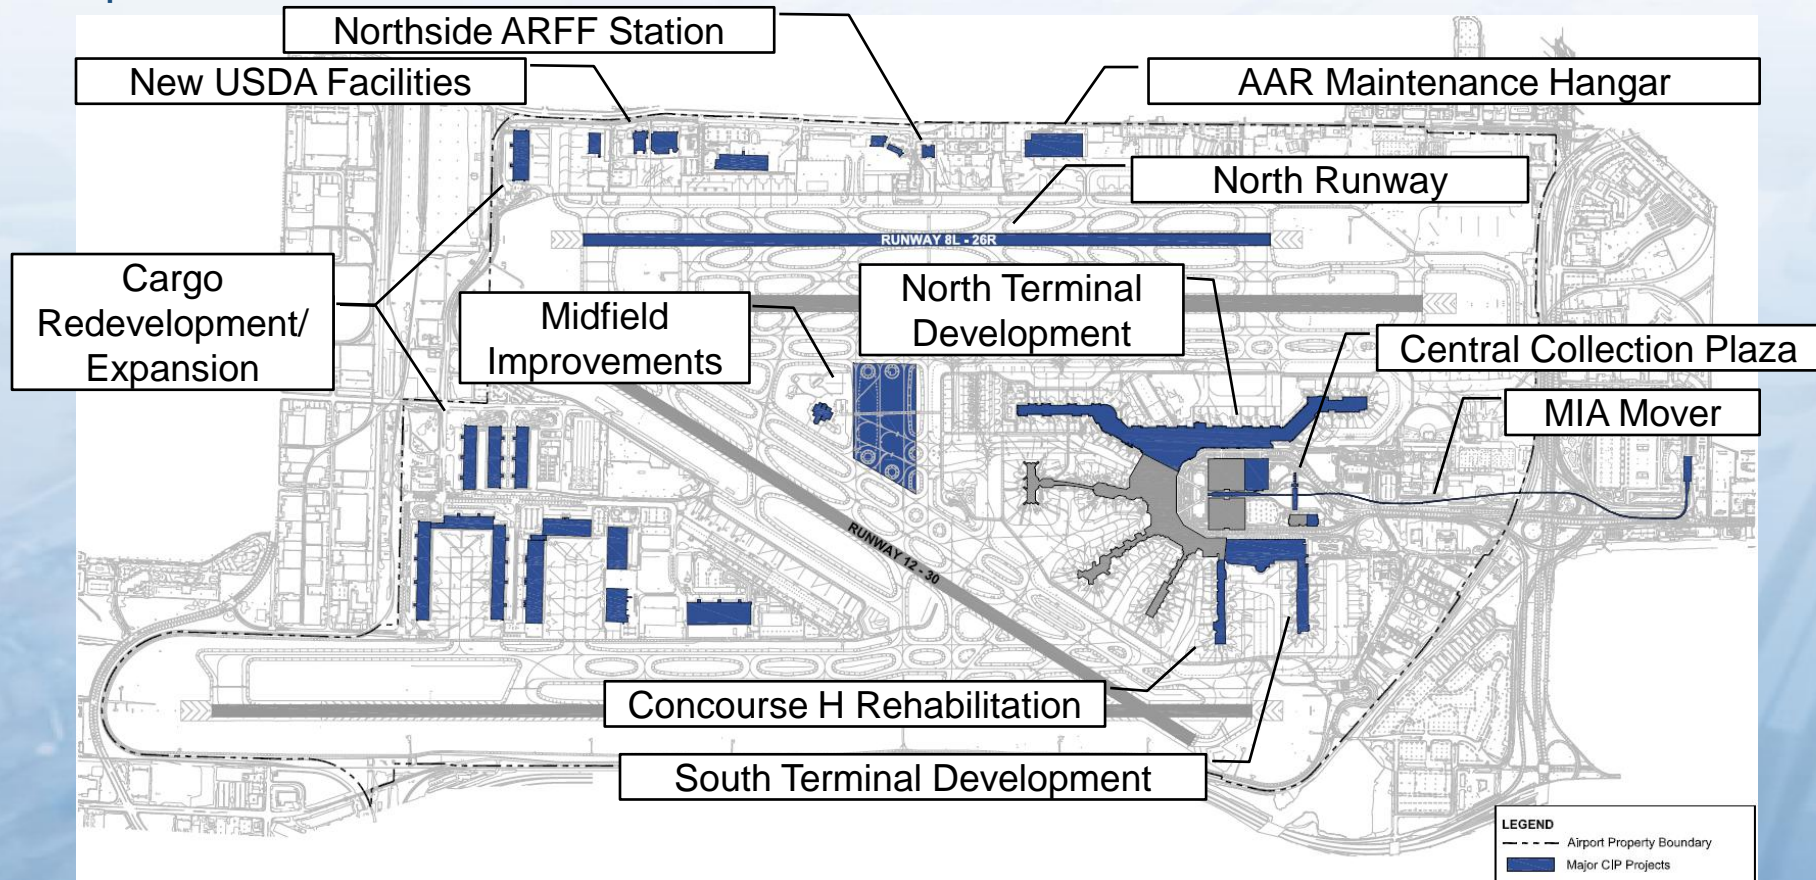 Northside ARFF Station
New USDA Facilities
AAR Maintenance Hangar
North Runway
RUNWAY 8L - 26R
Cargo
Redevelopment/
Expansion
Midfield
Improvements
North Terminal
Development
Central Collection Plaza
MIA Mover
RUNWAY 12 - 30
Concourse H Rehabilitation
South Terminal Development
LEGEND
Airport Property Boundary
Major CIP Projects